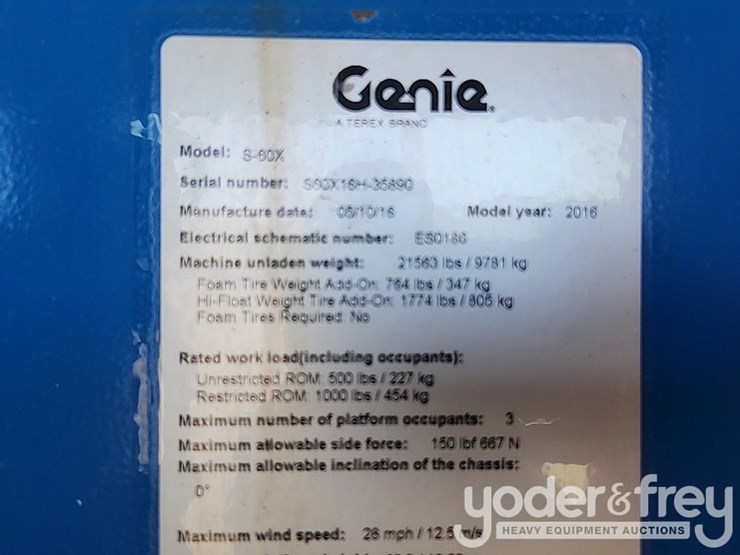 Genie
A TEREX BRAND
Model: S-60X
Serial number: S60X16H-35890
Manufacture date: 05/10/16 Model year: 2016
Electrical schematic number: ES0186
Machine unladen weight: 21563 lbs / 9781 kg
Foam Tire Weight Add-On: 764 lbs / 347 kg
Hi-Float Weight Tire Add-On: 1774 lbs / 805 kg
Foam Tires Required: No
Rated work load(including occupants):
Unrestricted ROM: 500 lbs / 227 kg
Restricted ROM: 1000 lbs / 454 kg
Maximum number of platform occupants: 3
Maximum allowable side force: 150 lbf 667 N
Maximum allowable inclination of the chassis:
0°
Maximum wind speed: 28 mph / 12.5 m/s
yoder&frey
HEAVY EQUIPMENT AUCTIONS